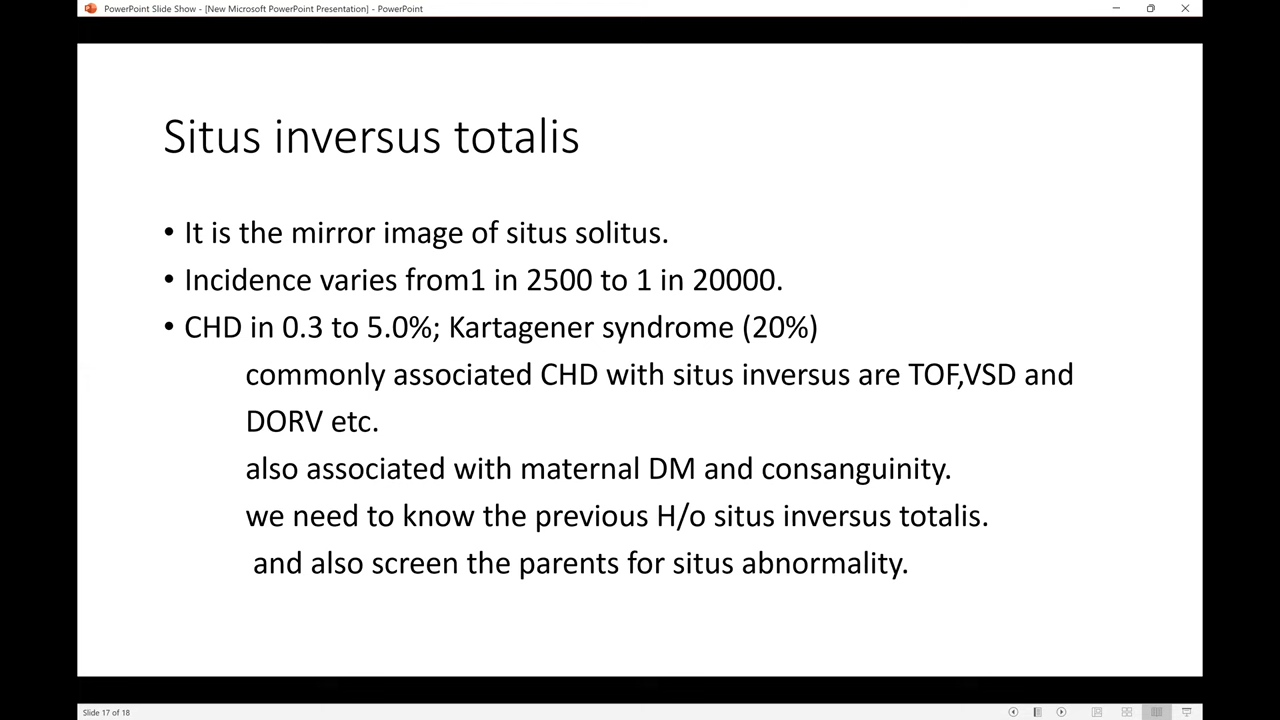 PowerPoint Slide Show - [New Microsoft PowerPoint Presentation] - PowerPoint
Situs inversus totalis
• It is the mirror image of situs solitus.
• Incidence varies from1 in 2500 to 1 in 20000.
• CHD in 0.3 to 5.0%; Kartagener syndrome (20%)
commonly associated CHD with situs inversus are TOF,VSD and
DORV etc.
also associated with maternal DM and consanguinity.
we need to know the previous H/o situs inversus totalis.
and also screen the parents for situs abnormality.
Slide 17 of 18